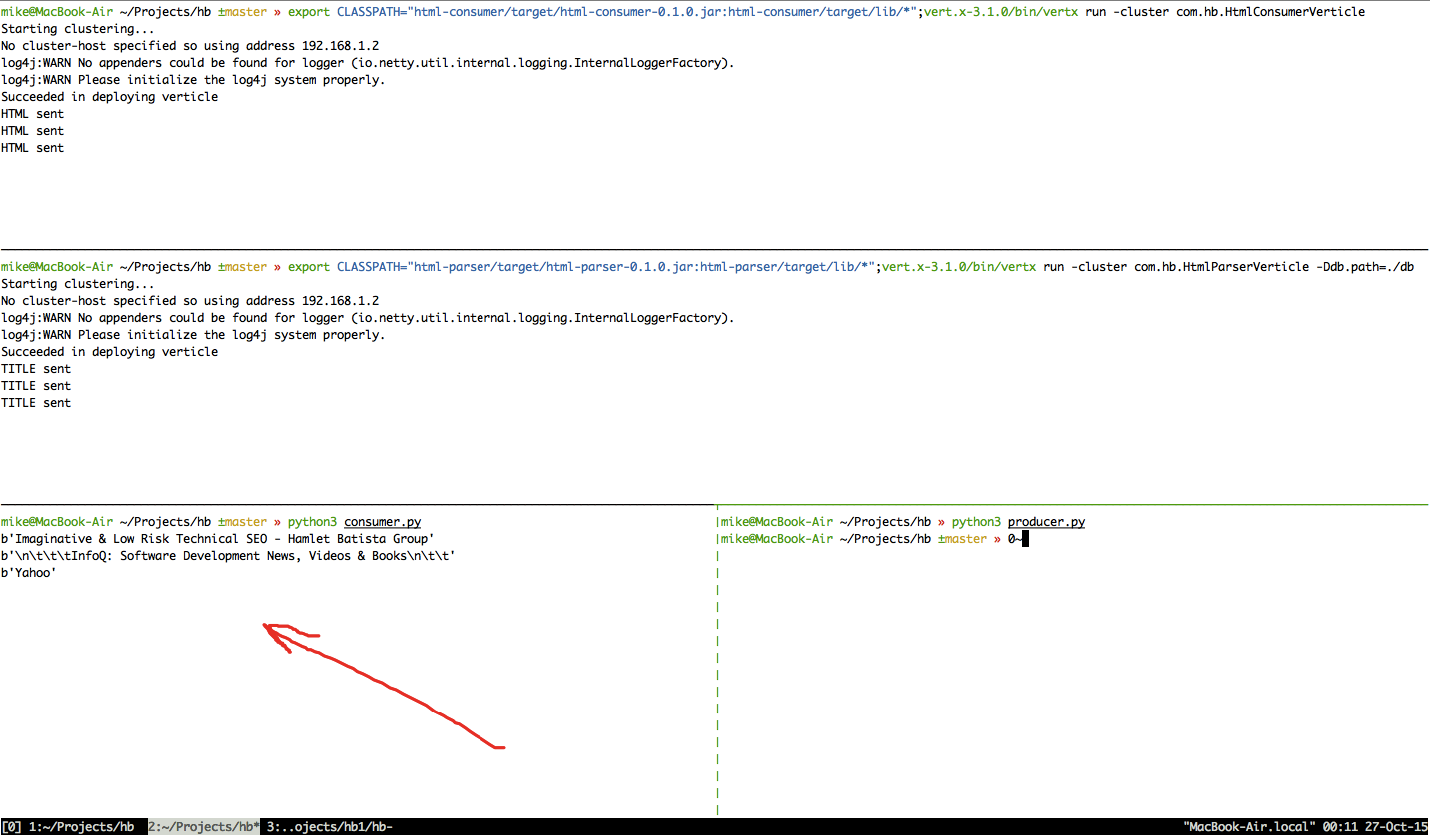 mike@MacBook-Air ~/Projects/hb ±master » export CLASSPATH="html-consumer/target/html-consumer-0.1.0.jar:html-consumer/target/lib/*";vert.x-3.1.0/bin/vertx run -cluster com.hb.HtmlConsumerVerticle
Starting clustering...
No cluster-host specified so using address 192.168.1.2
log4j:WARN No appenders could be found for logger (io.netty.util.internal.logging.InternalLoggerFactory).
log4j:WARN Please initialize the log4j system properly.
Succeeded in deploying verticle
HTML sent
HTML sent
HTML sent
mike@MacBook-Air ~/Projects/hb ±master » export CLASSPATH="html-parser/target/html-parser-0.1.0.jar:html-parser/target/lib/*";vert.x-3.1.0/bin/vertx run -cluster com.hb.HtmlParserVerticle -Ddb.path=./db
Starting clustering...
No cluster-host specified so using address 192.168.1.2
log4j:WARN No appenders could be found for logger (io.netty.util.internal.logging.InternalLoggerFactory).
log4j:WARN Please initialize the log4j system properly.
Succeeded in deploying verticle
TITLE sent
TITLE sent
TITLE sent
mike@MacBook-Air ~/Projects/hb ±master » python3 consumer.py
b'Imaginative & Low Risk Technical SEO - Hamlet Batista Group'
b'\n\t\t\tInfoQ: Software Development News, Videos & Books\n\t\t'
b'Yahoo'
mike@MacBook-Air ~/Projects/hb » python3 producer.py
mike@MacBook-Air ~/Projects/hb ±master » 0~
[0] 1:~/Projects/hb  2:~/Projects/hb* 3:..ojects/hb1/hb- "MacBook-Air.local" 00:11 27-Oct-15